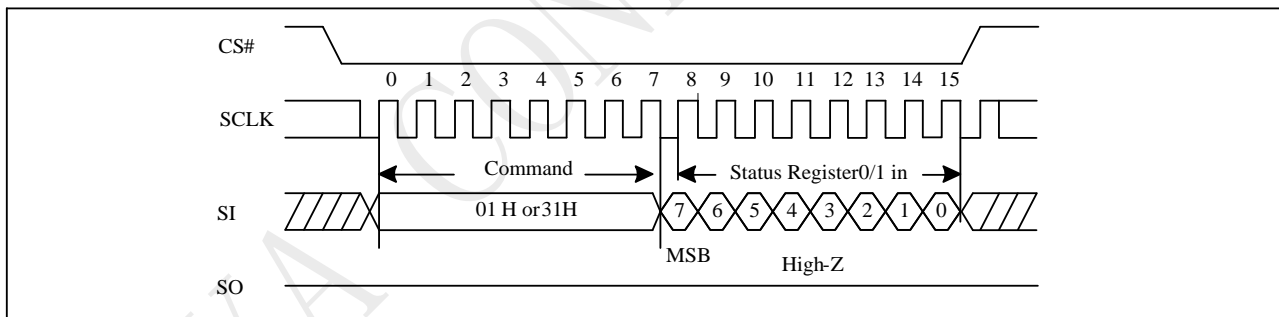 CS#
0 1 2 3 4 5 6 7 8 9 10 11 12 13 14 15
SCLK
Command
Status Register0/1 in
SI
01 H or31H
7 6 5 4 3 2 1 0
MSB
High-Z
SO